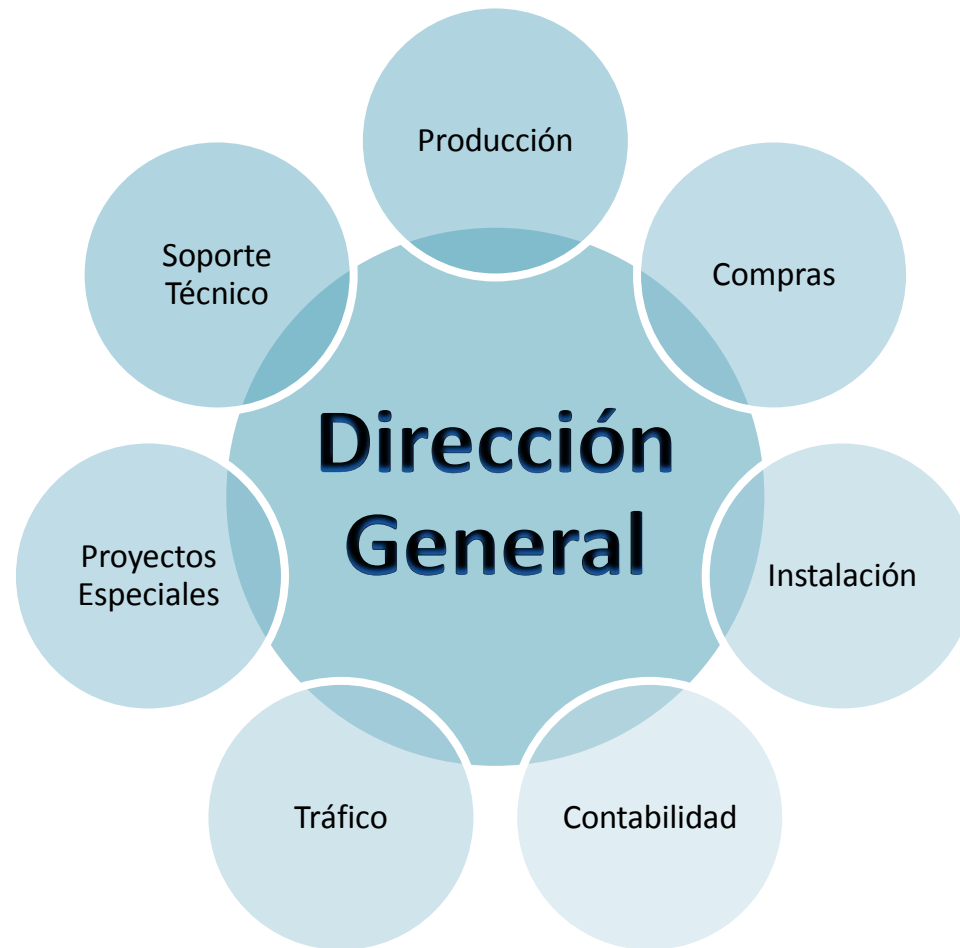 Producción
Compras
Instalación
Contabilidad
Tráfico
Proyectos
Especiales
Soporte
Técnico
Dirección
General